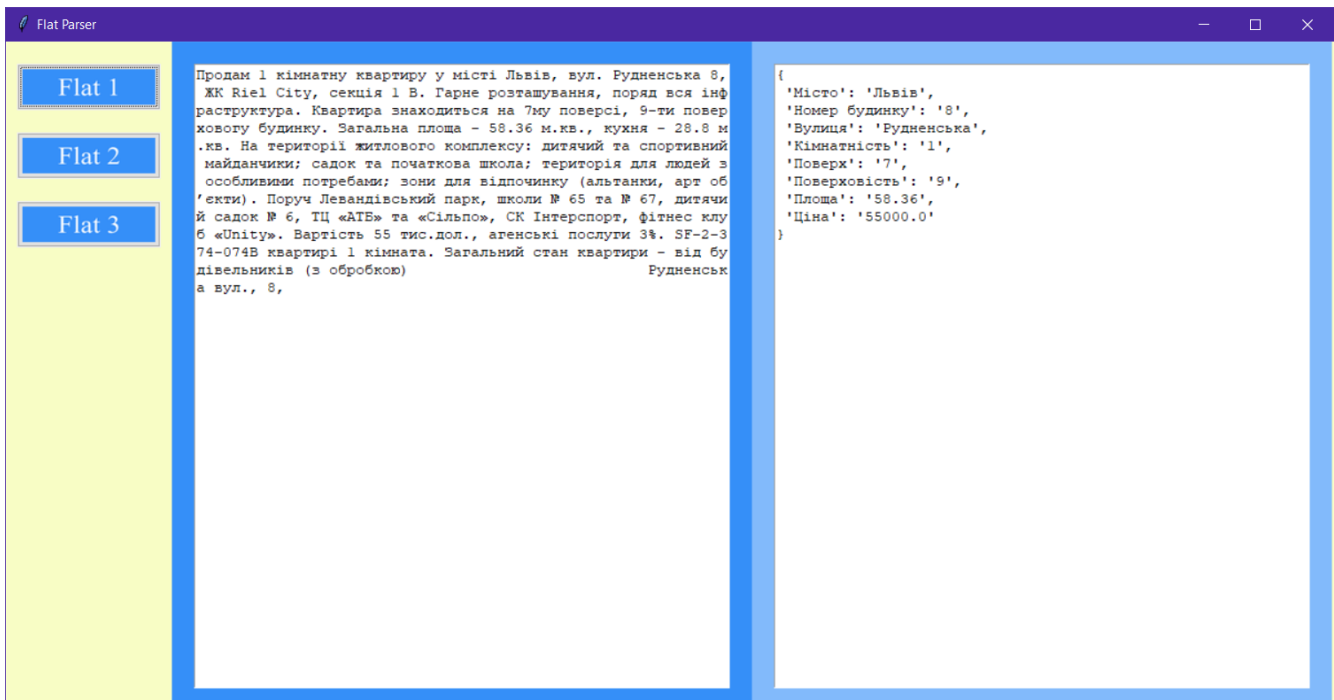 Flat Parser
Flat 1
Flat 2
Flat 3
Продам 1 кімнатну квартиру у місті Львів, вул. Рудненська 8,
ЖК Riel City, секція 1 В. Гарне розташування, поряд вся інф
раструктура. Квартира знаходиться на 7му поверсі, 9-ти повер
хового будинку. Загальна площа - 58.36 м.кв., кухня - 28.8 м
.кв. На території житлового комплексу: дитячий та спортивний
майданчики; садок та початкова школа; територія для людей з
особливими потребами; зони для відпочинку (альтанки, арт об
’єкти). Поруч Левандівський парк, школи № 65 та № 67, дитячи
й садок № 6, ТЦ «АТБ» та «Сільпо», СК Інтерспорт, фітнес клу
б «Unity». Вартість 55 тис.дол., агенські послуги 3%. SF-2-3
74-074В квартирі 1 кімната. Загальний стан квартири - від бу
дівельників (з обробкою) Рудненськ
а вул., 8,
{
'Місто': 'Львів',
'Номер будинку': '8',
'Вулиця': 'Рудненська',
'Кімнатність': '1',
'Поверх': '7',
'Поверховість': '9',
'Площа': '58.36',
'Ціна': '55000.0'
}